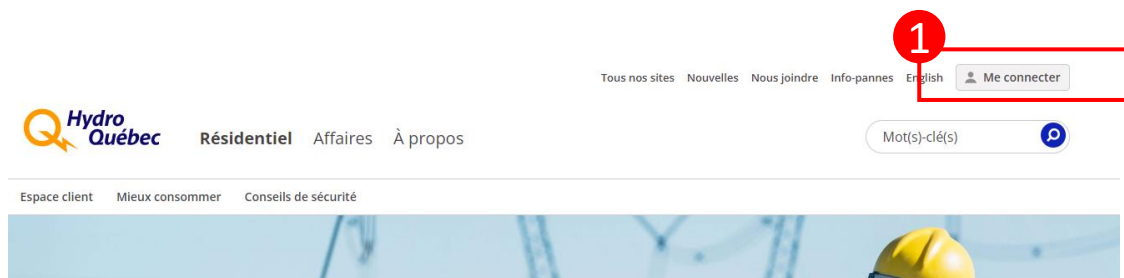 1
Tous nos sites Nouvelles Nous joindre Info-pannes English Me connecter
Hydro
Québec
Résidentiel Affaires À propos
Mot(s)-clé(s)
Espace client Mieux consommer Conseils de sécurité